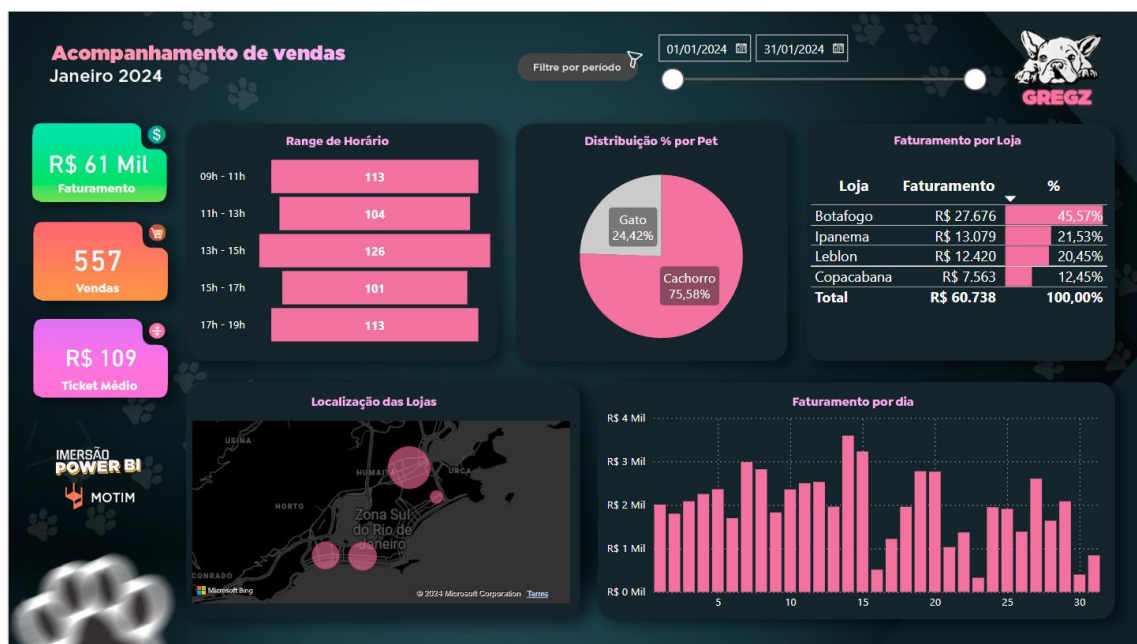 Acompanhamento de vendas
Janeiro 2024
Filtre por período
01/01/2024
31/01/2024
GREGZ
$
R$ 61 Mil
Faturamento
557
Vendas
R$ 109
Ticket Médio
IMERSÃO
POWER BI
MOTIM
Range de Horário
09h - 11h 113
11h - 13h 104
13h - 15h 126
15h - 17h 101
17h - 19h 113
Distribuição % por Pet
Gato
24,42%
Cachorro
75,58%
Faturamento por Loja
Loja Faturamento %
Botafogo R$ 27.676 45,57%
Ipanema R$ 13.079 21,53%
Leblon R$ 12.420 20,45%
Copacabana R$ 7.563 12,45%
Total R$ 60.738 100,00%
Localização das Lojas
USINA
HUMAITÁ
URCA
HORTO
Zona Sul
do Rio de
Janeiro
CONRADO
Microsoft Bing
© 2024 Microsoft Corporation Terms
Faturamento por dia
R$ 4 Mil
R$ 3 Mil
R$ 2 Mil
R$ 1 Mil
R$ 0 Mil
5 10 15 20 25 30